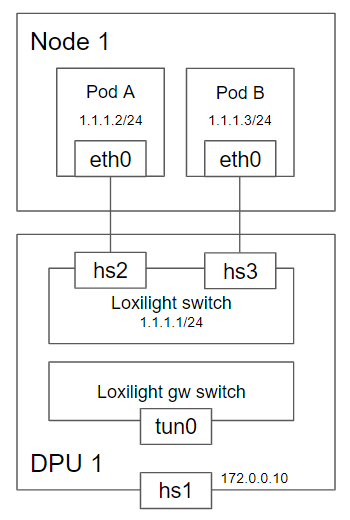 Node 1
Pod A
Pod B
1.1.1.2/24
1.1.1.3/24
eth0
eth0
hs2
hs3
Loxilight switch
1.1.1.1/24
Loxilight gw switch
tun0
DPU 1
172.0.0.10
hs1